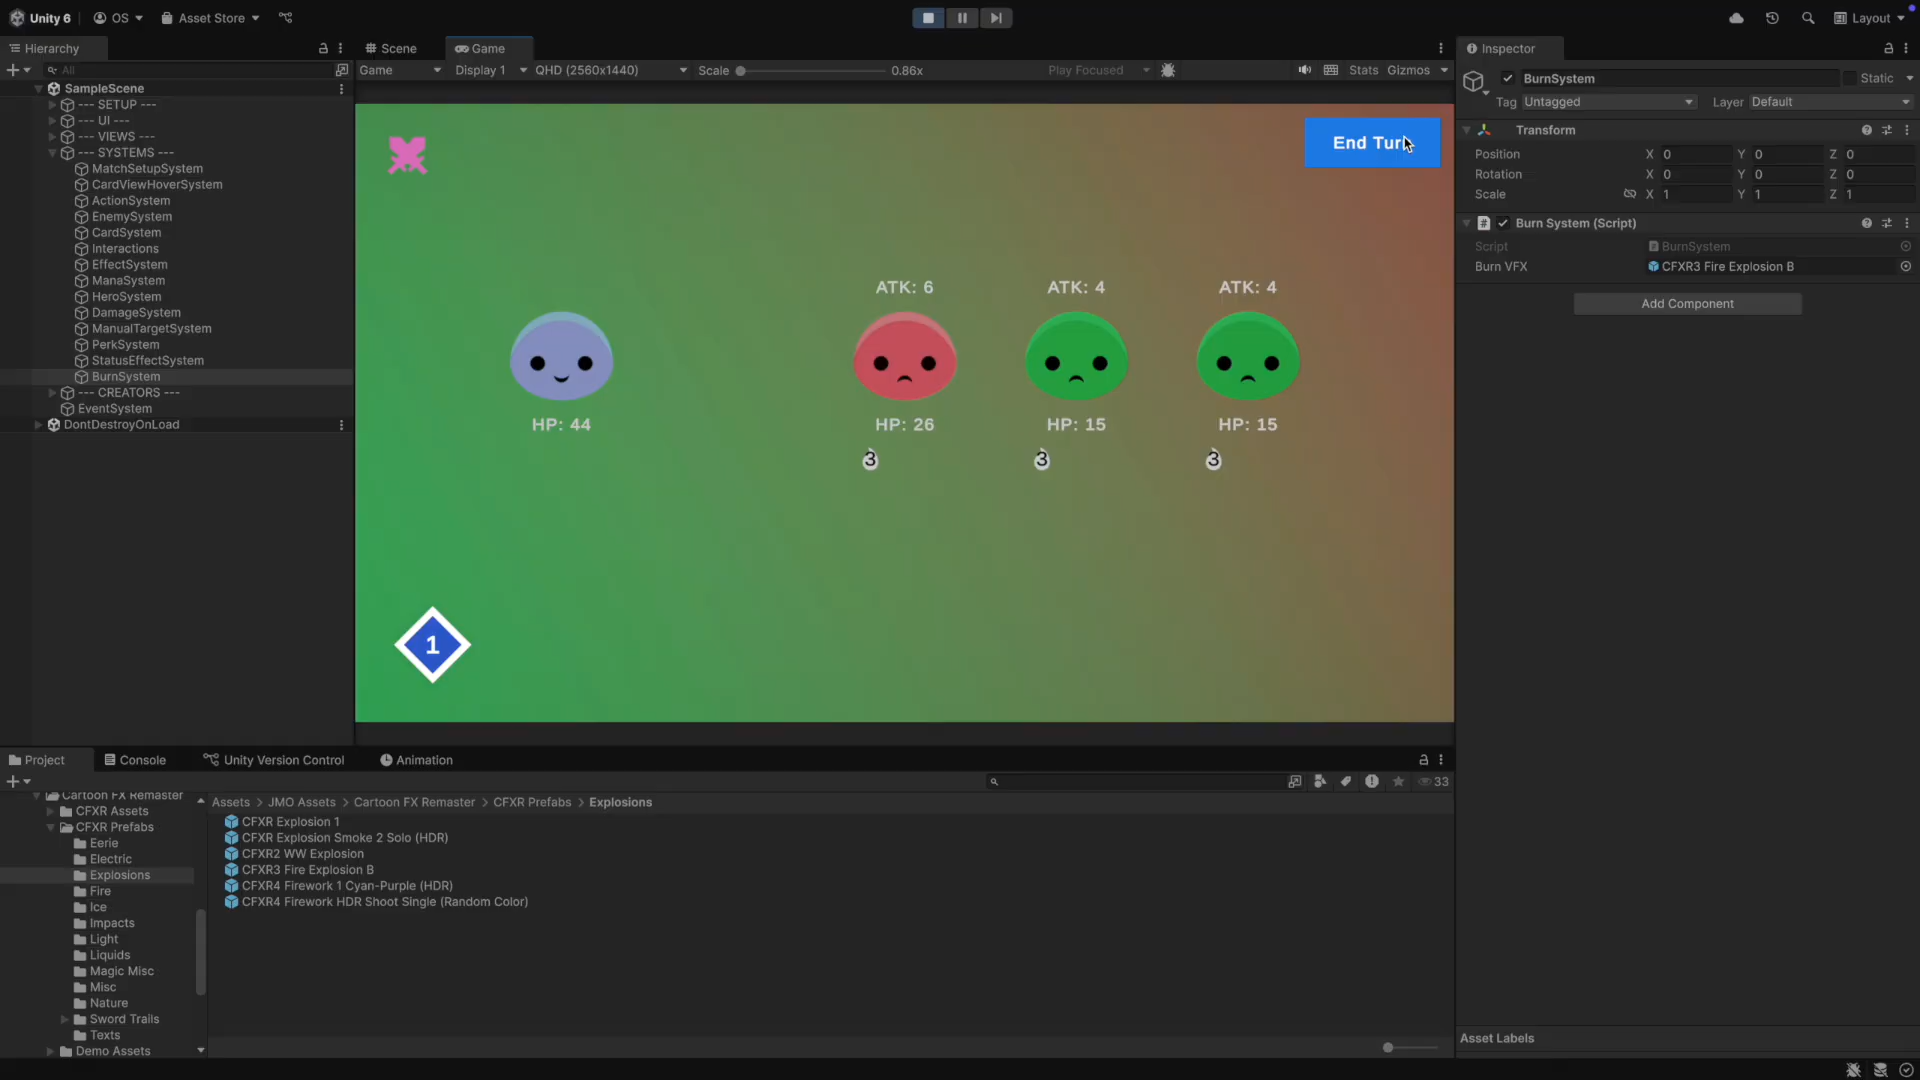 Unity 6
OS
Asset Store
Layout
Hierarchy
All
SampleScene
--- SETUP ---
--- UI ---
--- VIEWS ---
--- SYSTEMS ---
MatchSetupSystem
CardViewHoverSystem
ActionSystem
EnemySystem
CardSystem
Interactions
EffectSystem
ManaSystem
HeroSystem
DamageSystem
ManualTargetSystem
PerkSystem
StatusEffectSystem
BurnSystem
--- CREATORS ---
EventSystem
DontDestroyOnLoad
Scene
Game
Game
Display 1
QHD (2560x1440)
Scale
0.86x
Play Focused
Stats
Gizmos
End Tur
ATK: 6
ATK: 4
ATK: 4
HP: 44
HP: 26
HP: 15
HP: 15
3
3
3
1
Inspector
BurnSystem
Static
Tag
Untagged
Layer
Default
Transform
Position
X
0
Y
0
Z
0
Rotation
X
0
Y
0
Z
0
Scale
X
1
Y
1
Z
1
Burn System (Script)
Script
BurnSystem
Burn VFX
CFXR3 Fire Explosion B
Add Component
Asset Labels
Project
Console
Unity Version Control
Animation
33
Cartoon FX Remaster
CFXR Assets
CFXR Prefabs
Eerie
Electric
Explosions
Fire
Ice
Impacts
Light
Liquids
Magic Misc
Misc
Nature
Sword Trails
Texts
Demo Assets
Assets > JMO Assets > Cartoon FX Remaster > CFXR Prefabs > Explosions
CFXR Explosion 1
CFXR Explosion Smoke 2 Solo (HDR)
CFXR2 WW Explosion
CFXR3 Fire Explosion B
CFXR4 Firework 1 Cyan-Purple (HDR)
CFXR4 Firework HDR Shoot Single (Random Color)